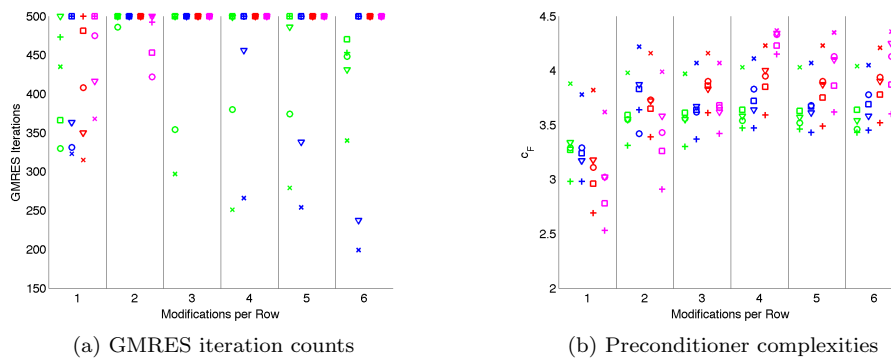 500
450
400
350
300
250
200
150
GMRES Iterations
1 2 3 4 5 6
Modifications per Row
(a) GMRES iteration counts
4.5
4
3.5
3
2.5
2
c_F
1 2 3 4 5 6
Modifications per Row
(b) Preconditioner complexities